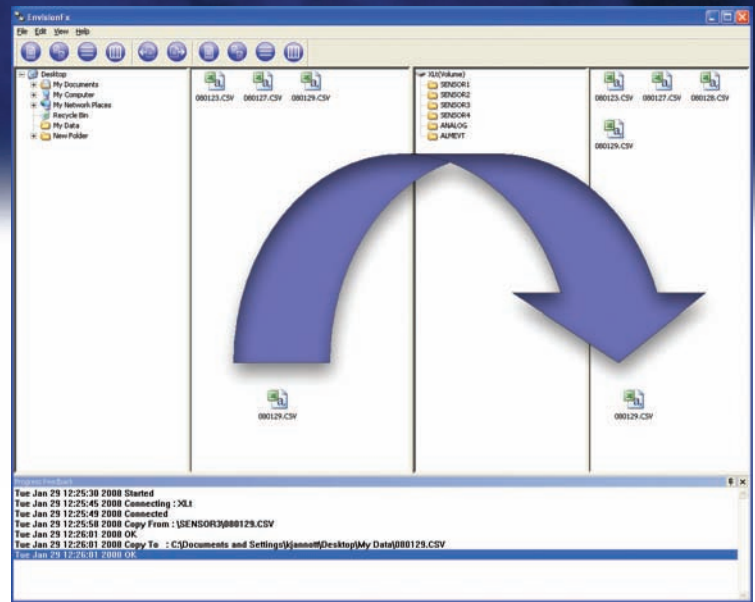 EnvisionFX
File Edit View Help
Desktop
My Documents
My Computer
My Network Places
Recycle Bin
My Data
New Folder
080123.CSV 080127.CSV 080129.CSV
XLt(Volume)
SENSOR1
SENSOR2
SENSOR3
SENSOR4
ANALOG
ALMEVT
080123.CSV 080127.CSV 080128.CSV
080129.CSV
080129.CSV
080129.CSV
Progress Feedback
Tue Jan 29 12:25:30 2008 Started
Tue Jan 29 12:25:45 2008 Connecting : XLt
Tue Jan 29 12:25:49 2008 Connected
Tue Jan 29 12:25:58 2008 Copy From : \SENSOR3\080129.CSV
Tue Jan 29 12:26:01 2008 OK
Tue Jan 29 12:26:01 2008 Copy To : C:\Documents and Settings\kjannott\Desktop\My Data\080129.CSV
Tue Jan 29 12:26:01 2008 OK